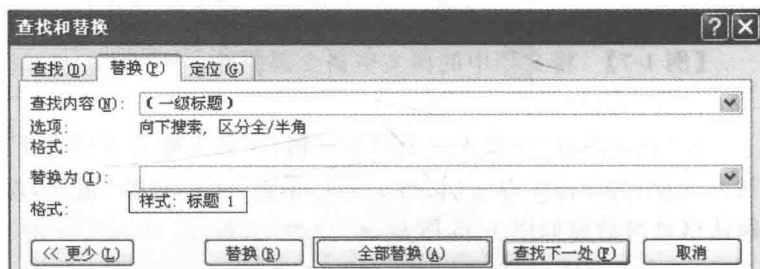 查找和替换
查找(D) 替换(P) 定位(G)
查找内容(N): (一级标题)
选项: 向下搜索, 区分全/半角
格式:
替换为(I):
格式: 样式: 标题 1
<< 更少(L) 替换(R) 全部替换(A) 查找下一处(F) 取消